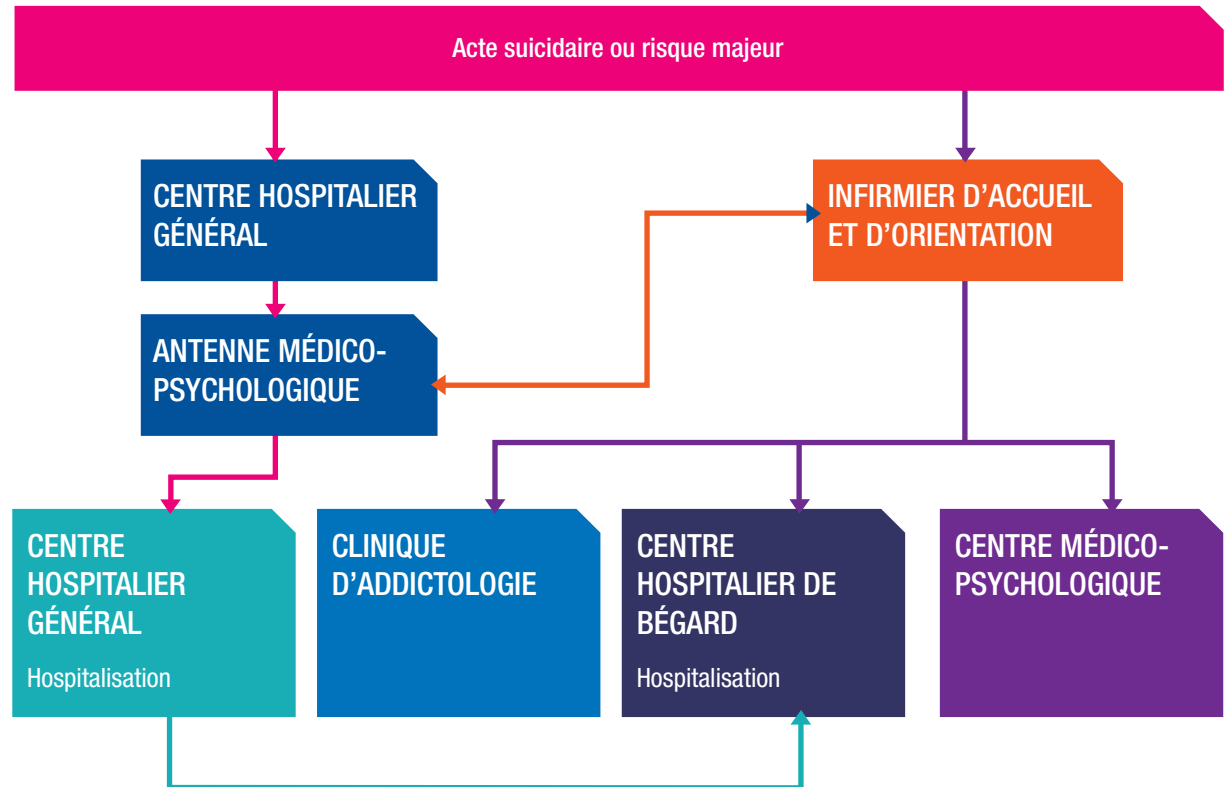 Acte suicidaire ou risque majeur
CENTRE HOSPITALIER
GÉNÉRAL
INFIRMIER D’ACCUEIL
ET D’ORIENTATION
ANTENNE MÉDICO-
PSYCHOLOGIQUE
CENTRE
HOSPITALIER
GÉNÉRAL
Hospitalisation
CLINIQUE
D’ADDICTOLOGIE
CENTRE
HOSPITALIER DE
BÉGARD
Hospitalisation
CENTRE MÉDICO-
PSYCHOLOGIQUE